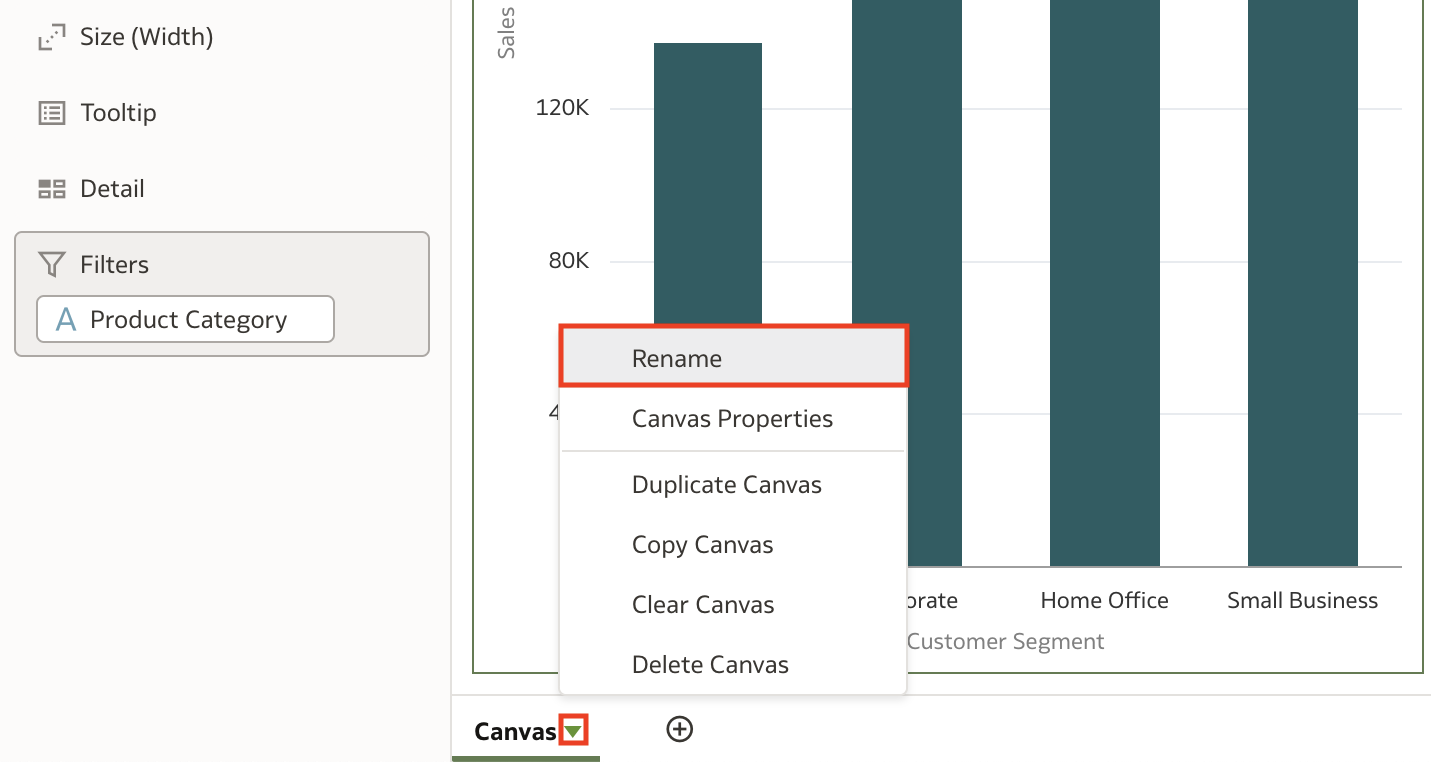 Size (Width)
Tooltip
Detail
Filters
A Product Category
Sales
120K
80K
4
Rename
Canvas Properties
Duplicate Canvas
Copy Canvas
Clear Canvas
Delete Canvas
orate
Home Office
Small Business
Customer Segment
Canvas